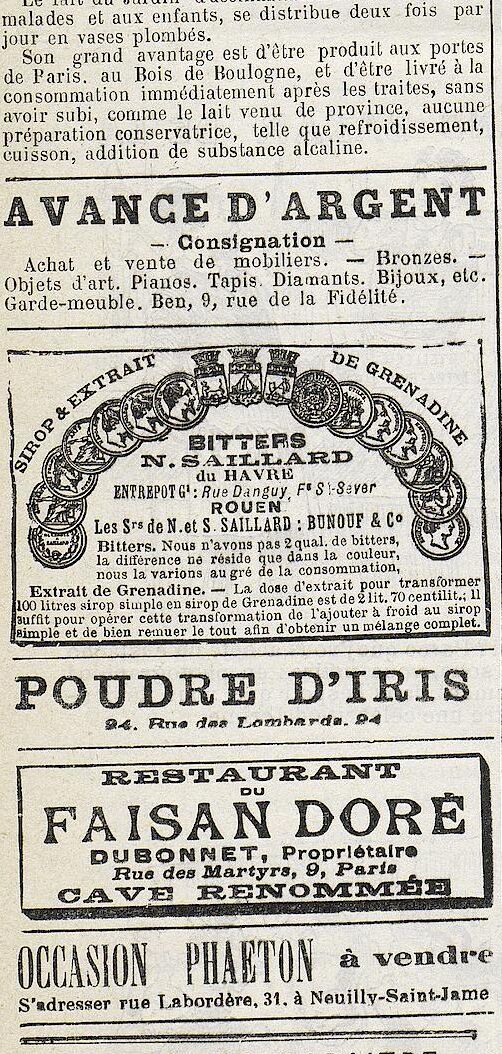 malades et aux enfants, se distribue deux fois par
jour en vases plombés.
Son grand avantage est d'être produit aux portes
de Paris, au Bois de Boulogne, et d'être livré à la
consommation immédiatement après les traites, sans
avoir subi, comme le lait venu de province, aucune
préparation conservatrice, telle que refroidissement,
cuisson, addition de substance alcaline.
AVANCE D'ARGENT
— Consignation —
Achat et vente de mobiliers. — Bronzes. —
Objets d'art. Pianos. Tapis. Diamants. Bijoux, etc.
Garde-meuble. Ben, 9, rue de la Fidélité.
SIROP & EXTRAIT DE GRENADINE
BITTERS
N. SAILLARD
du HAVRE
ENTREPOT Gl : Rue Danguy, Fg St-Sever
ROUEN
Les Srs de N. et S. SAILLARD : BUNOUF & Co
Bitters. Nous n'avons pas 2 qual. de bitters,
la différence ne réside que dans la couleur,
nous la varions au gré de la consommation,
Extrait de Grenadine. — La dose d'extrait pour transformer
100 litres sirop simple en sirop de Grenadine est de 2 lit. 70 centilit.; il
suffit pour opérer cette transformation de l'ajouter à froid au sirop
simple et de bien remuer le tout afin d'obtenir un mélange complet.
POUDRE D'IRIS
94, Rue des Lombards, 94
RESTAURANT
DU
FAISAN DORÉ
DUBONNET, Propriétaire
Rue des Martyrs, 9, Paris
CAVE RENOMMÉE
OCCASION PHAETON à vendre
S'adresser rue Labordère, 31, à Neuilly-Saint-Jame